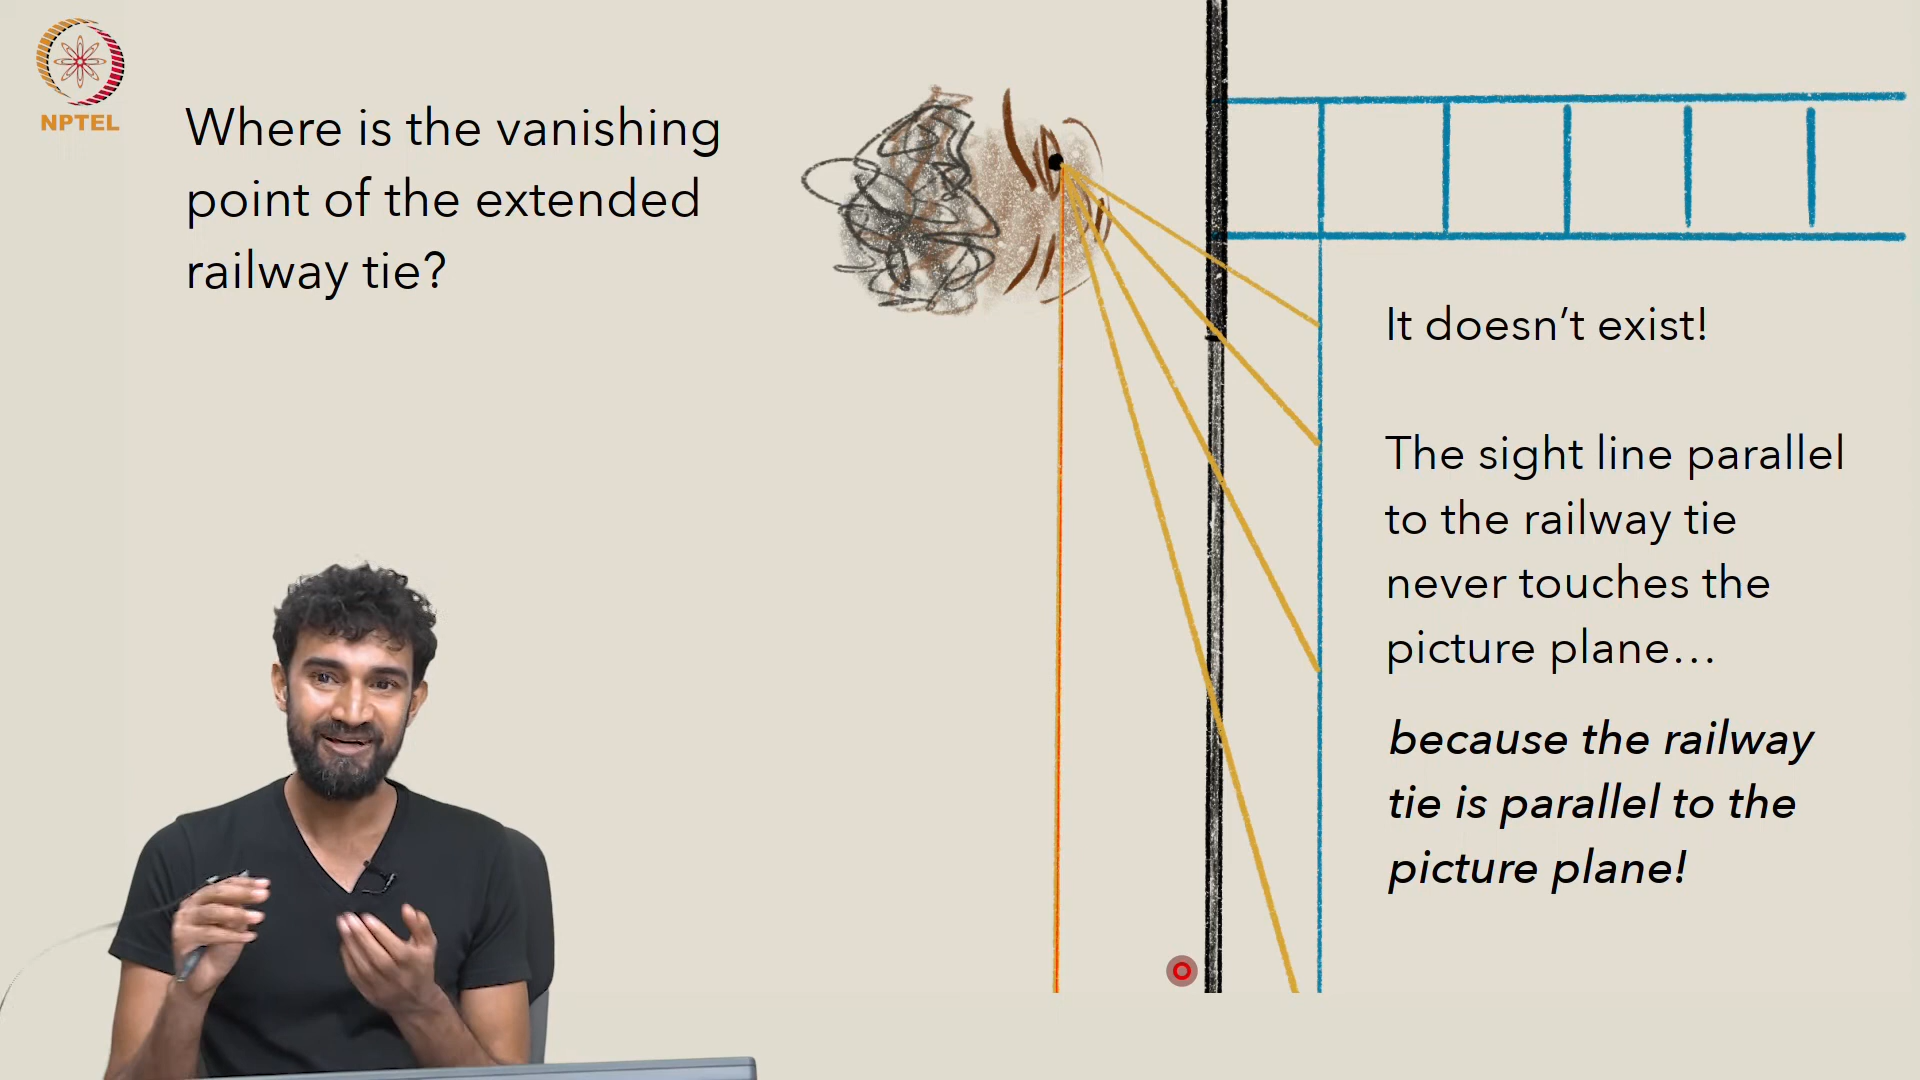 NPTEL
Where is the vanishing
point of the extended
railway tie?
It doesn’t exist!
The sight line parallel
to the railway tie
never touches the
picture plane…
because the railway
tie is parallel to the
picture plane!